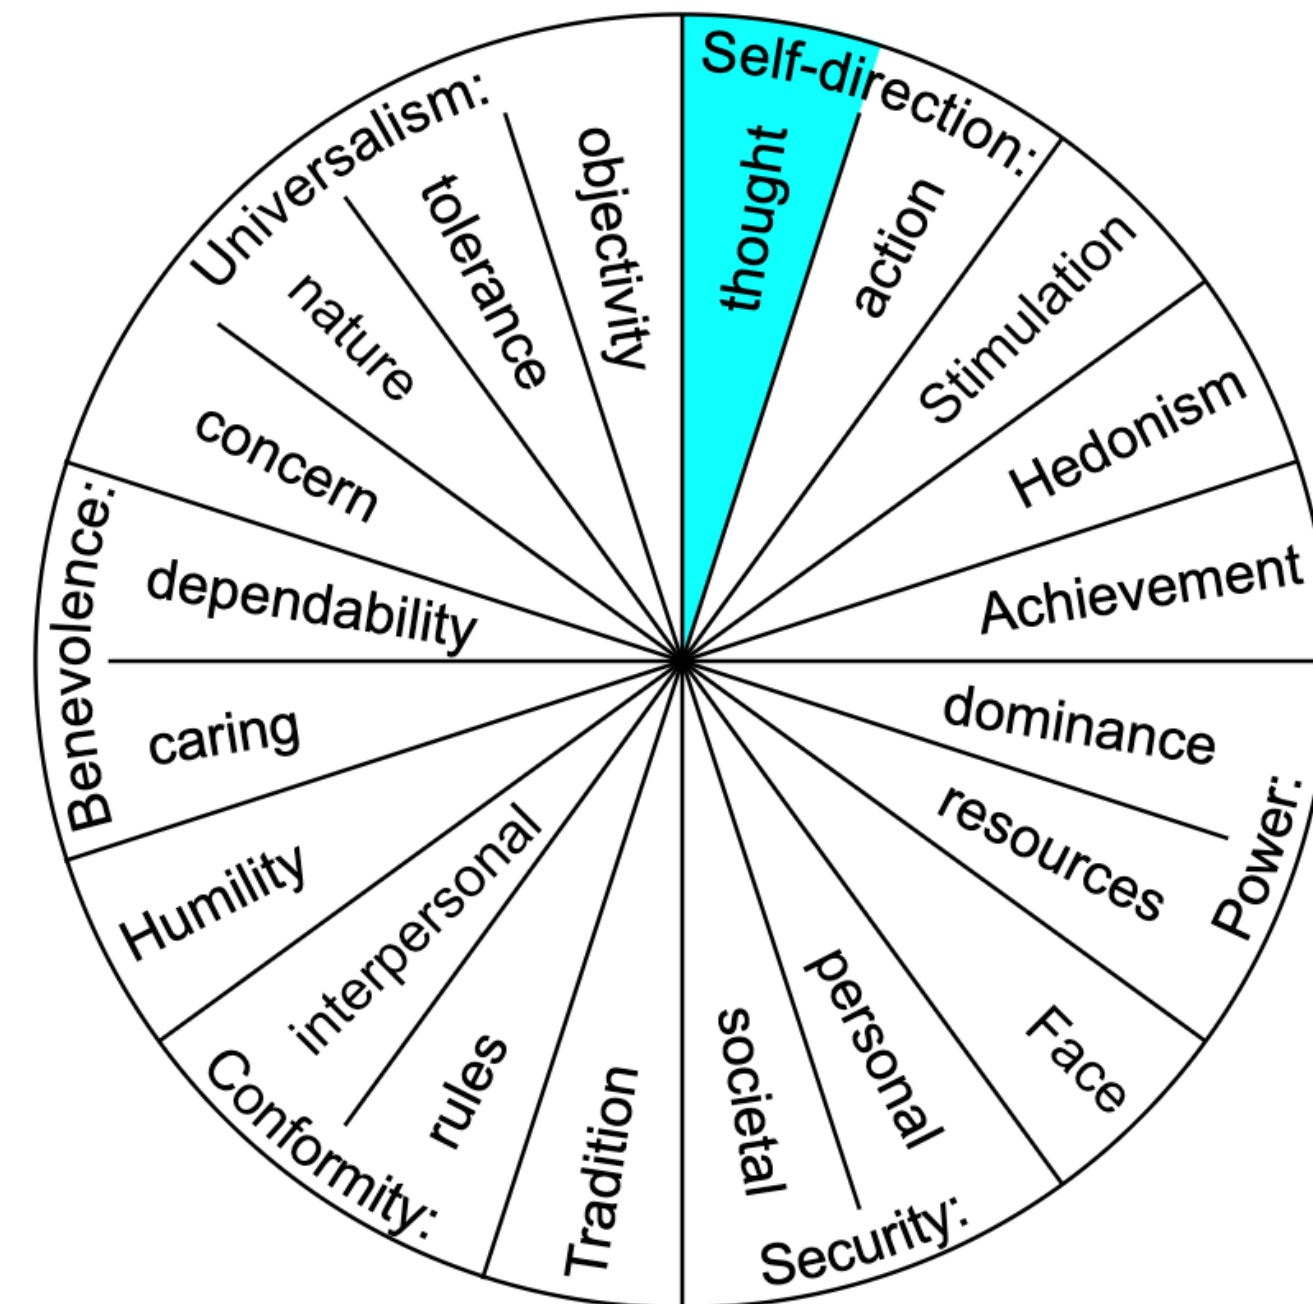 Self-direction:
thought
action
Stimulation
Hedonism
Achievement
Power:
dominance
resources
Face
Security:
personal
societal
Tradition
Conformity:
rules
interpersonal
Humility
Benevolence:
caring
dependability
Universalism:
concern
nature
tolerance
objectivity